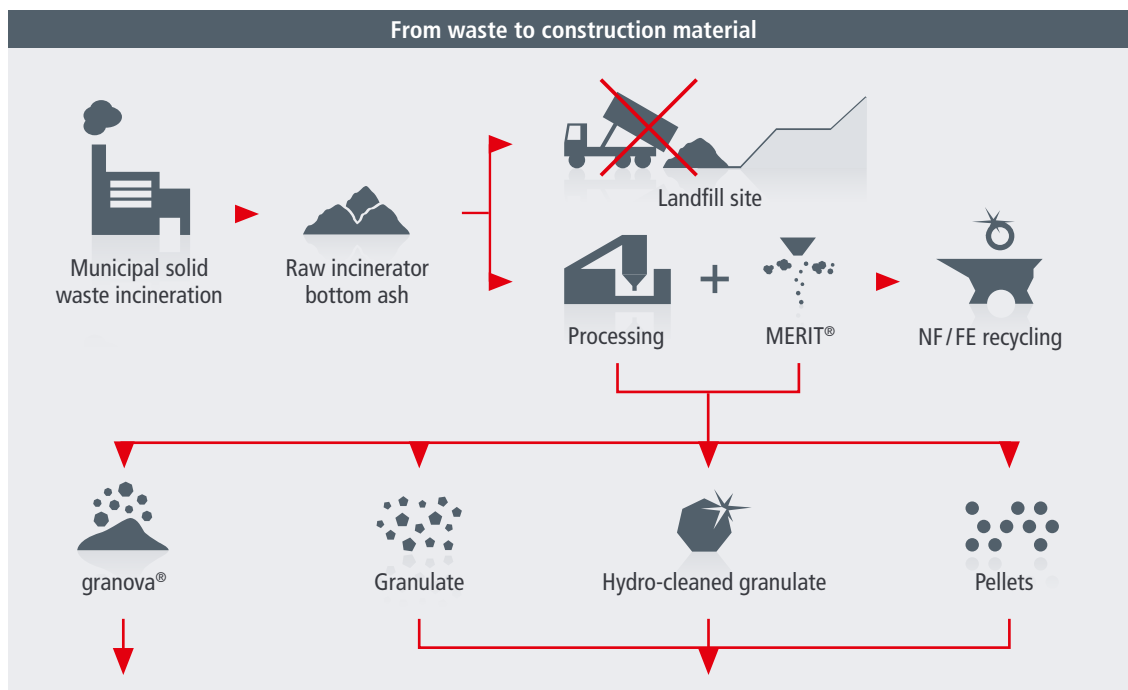 From waste to construction material
Landfill site
Municipal solid
waste incineration
Raw incinerator
bottom ash
Processing
+
MERIT®
NF/FE recycling
granova®
Granulate
Hydro-cleaned granulate
Pellets